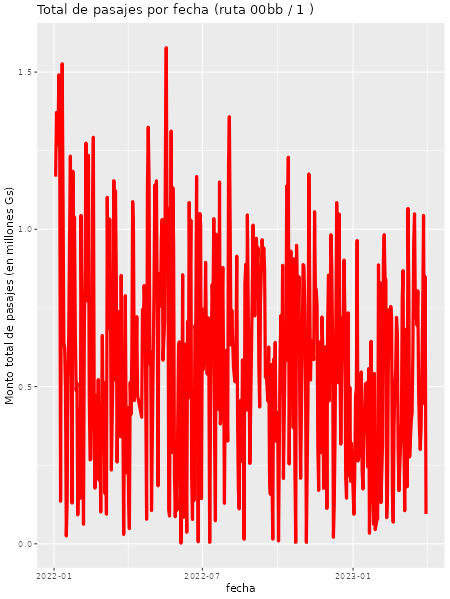 Total de pasajes por fecha (ruta 00bb / 1 )
Monto total de pasajes (en millones Gs)
1.5
1.0
0.5
0.0
2022-01
2022-07
2023-01
fecha